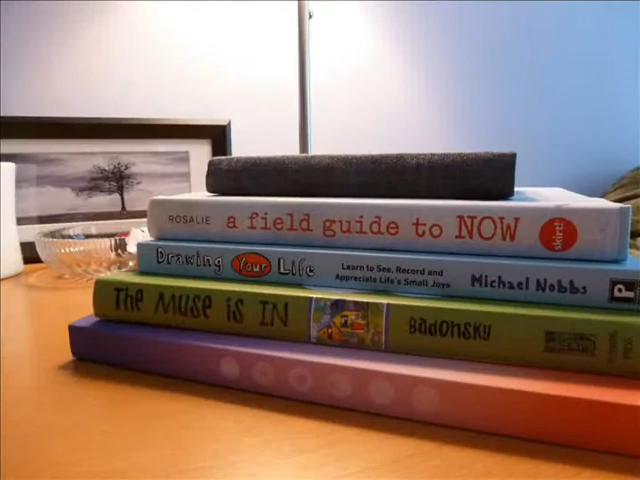 ROSALIE a field guide to NOW skirt!
Drawing Your Life Learn to See, Record and
Appreciate Life's Small Joys Michael Nobbs P
The Muse is IN Badonsky